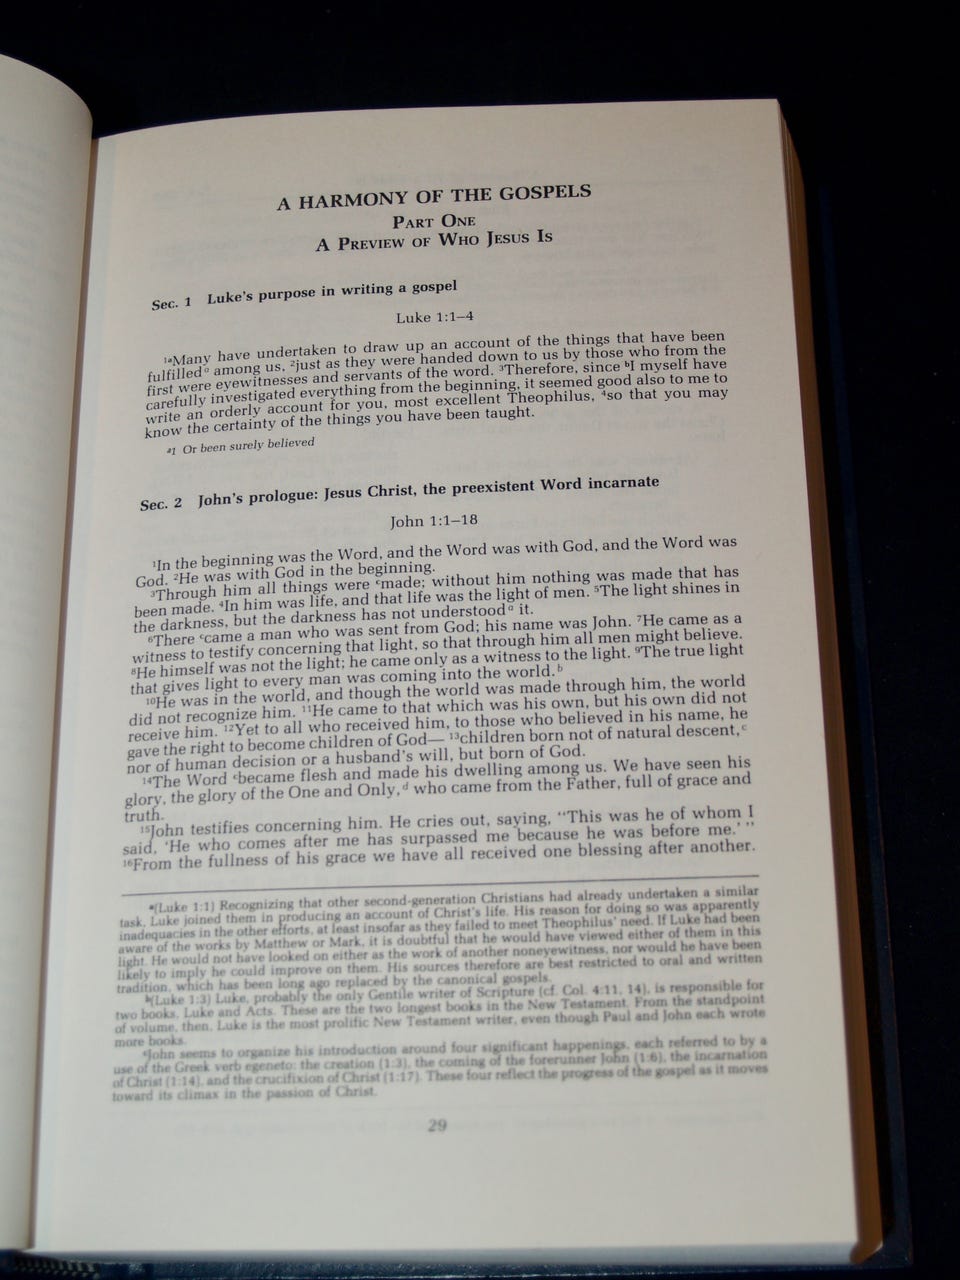 A HARMONY OF THE GOSPELS
PART ONE
A PREVIEW OF WHO JESUS IS
Sec. 1 Luke's purpose in writing a gospel
Luke 1:1–4
1aMany have undertaken to draw up an account of the things that have been
fulfilleda among us, 2just as they were handed down to us by those who from the
first were eyewitnesses and servants of the word. 3Therefore, since bI myself have
carefully investigated everything from the beginning, it seemed good also to me to
write an orderly account for you, most excellent Theophilus, 4so that you may
know the certainty of the things you have been taught.
a1 Or been surely believed
Sec. 2 John's prologue: Jesus Christ, the preexistent Word incarnate
John 1:1–18
1In the beginning was the Word, and the Word was with God, and the Word was
God. 2He was with God in the beginning.
3Through him all things were cmade; without him nothing was made that has
been made. 4In him was life, and that life was the light of men. 5The light shines in
the darkness, but the darkness has not understooda it.
6There ccame a man who was sent from God; his name was John. 7He came as a
witness to testify concerning that light, so that through him all men might believe.
8He himself was not the light; he came only as a witness to the light. 9The true light
that gives light to every man was coming into the world.b
10He was in the world, and though the world was made through him, the world
did not recognize him. 11He came to that which was his own, but his own did not
receive him. 12Yet to all who received him, to those who believed in his name, he
gave the right to become children of God— 13children born not of natural descent,c
nor of human decision or a husband's will, but born of God.
14The Word cbecame flesh and made his dwelling among us. We have seen his
glory, the glory of the One and Only,d who came from the Father, full of grace and
truth.
15John testifies concerning him. He cries out, saying, "This was he of whom I
said, 'He who comes after me has surpassed me because he was before me.' "
16From the fullness of his grace we have all received one blessing after another.
a(Luke 1:1) Recognizing that other second-generation Christians had already undertaken a similar
task, Luke joined them in producing an account of Christ's life. His reason for doing so was apparently
inadequacies in the other efforts, at least insofar as they failed to meet Theophilus' need. If Luke had been
aware of the works by Matthew or Mark, it is doubtful that he would have viewed either of them in this
light. He would not have looked on either as the work of another noneyewitness, nor would he have been
likely to imply he could improve on them. His sources therefore are best restricted to oral and written
tradition, which has been long ago replaced by the canonical gospels.
b(Luke 1:3) Luke, probably the only Gentile writer of Scripture (cf. Col. 4:11, 14), is responsible for
two books, Luke and Acts. These are the two longest books in the New Testament. From the standpoint
of volume, then, Luke is the most prolific New Testament writer, even though Paul and John each wrote
more books.
cJohn seems to organize his introduction around four significant happenings, each referred to by a
use of the Greek verb egeneto: the creation (1:3), the coming of the forerunner John (1:6), the incarnation
of Christ (1:14), and the crucifixion of Christ (1:17). These four reflect the progress of the gospel as it moves
toward its climax in the passion of Christ.
29